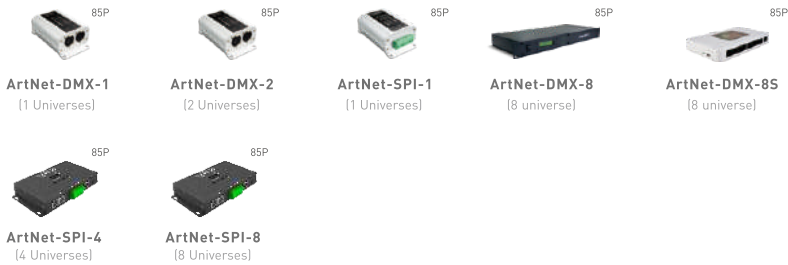 85P 85P 85P 85P 85P
ArtNet-DMX-1 ArtNet-DMX-2 ArtNet-SPI-1 ArtNet-DMX-8 ArtNet-DMX-8S
(1 Universes) (2 Universes) (1 Universes) (8 universe) (8 universe)
85P 85P
ArtNet-SPI-4 ArtNet-SPI-8
(4 Universes) (8 Universes)